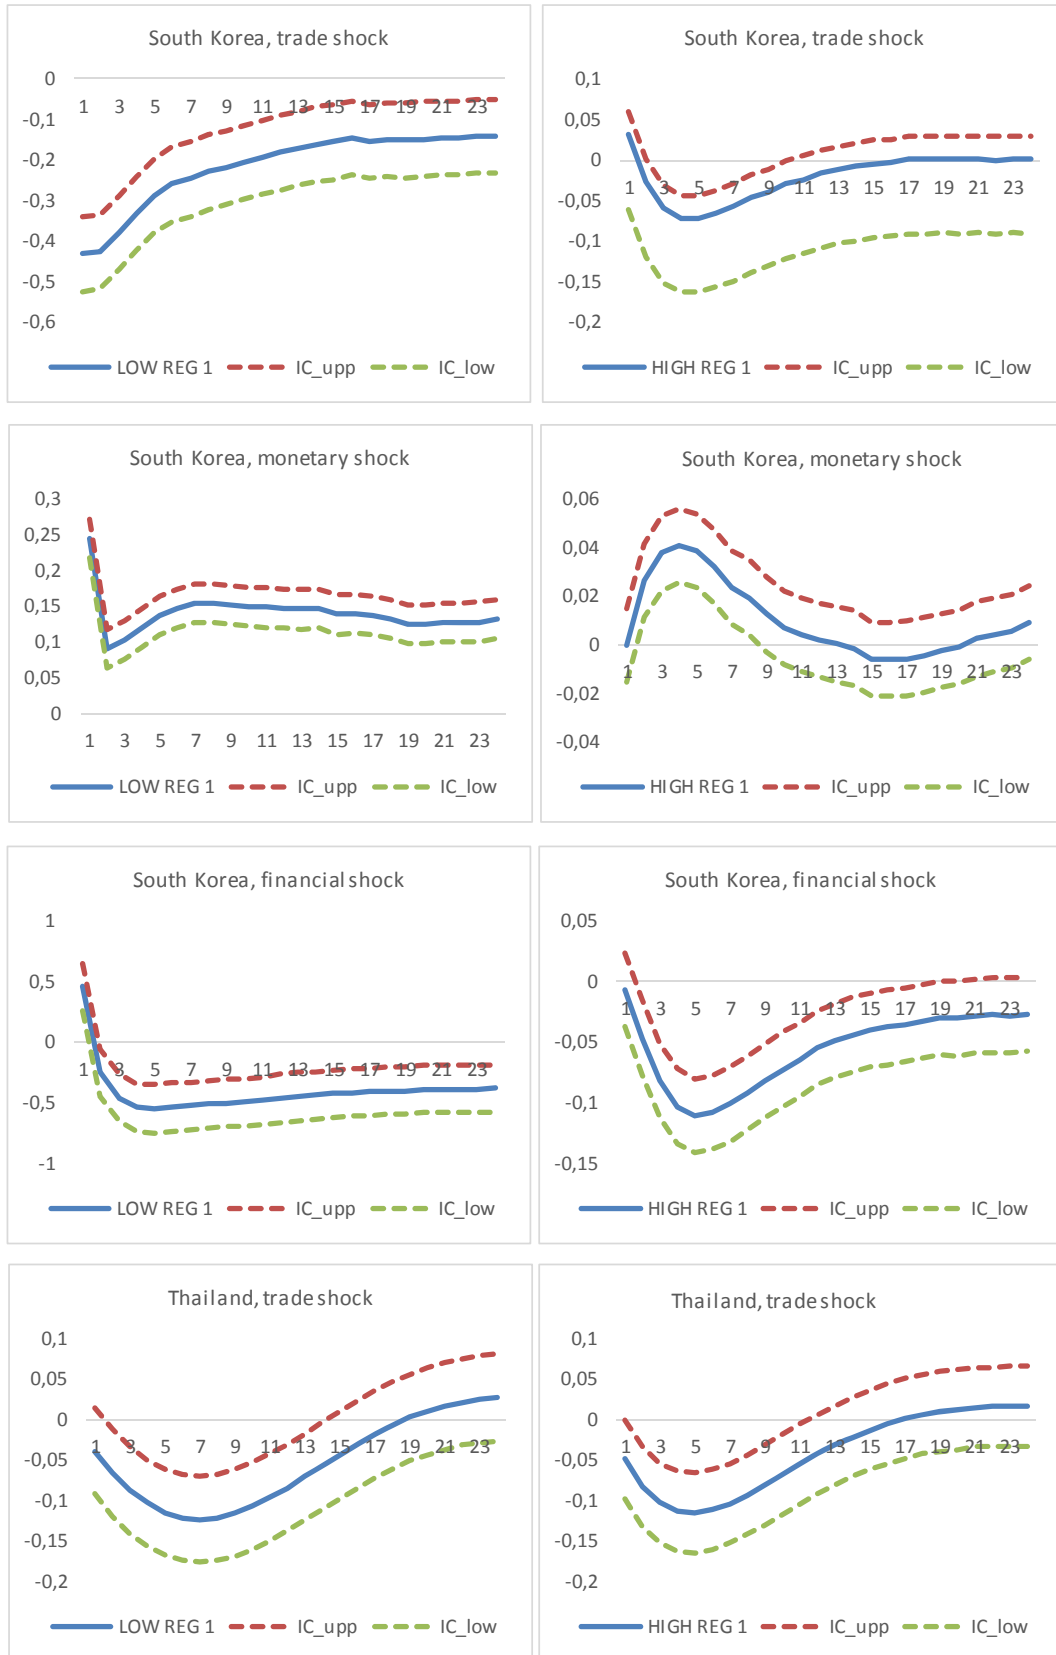 South Korea, trade shock
0
-0,1
-0,2
-0,3
-0,4
-0,5
-0,6
1 3 5 7 9 11 13 15 17 19 21 23
LOW REG 1 IC_upp IC_low
South Korea, trade shock
0,1
0,05
0
-0,05
-0,1
-0,15
-0,2
1 3 5 7 9 11 13 15 17 19 21 23
HIGH REG 1 IC_upp IC_low
South Korea, monetary shock
0,3
0,25
0,2
0,15
0,1
0,05
0
1 3 5 7 9 11 13 15 17 19 21 23
LOW REG 1 IC_upp IC_low
South Korea, monetary shock
0,06
0,04
0,02
0
-0,02
-0,04
1 3 5 7 9 11 13 15 17 19 21 23
HIGH REG 1 IC_upp IC_low
South Korea, financial shock
1
0,5
0
-0,5
-1
1 3 5 7 9 11 13 15 17 19 21 23
LOW REG 1 IC_upp IC_low
South Korea, financial shock
0,05
0
-0,05
-0,1
-0,15
1 3 5 7 9 11 13 15 17 19 21 23
HIGH REG 1 IC_upp IC_low
Thailand, trade shock
0,1
0,05
0
-0,05
-0,1
-0,15
-0,2
1 3 5 7 9 11 13 15 17 19 21 23
LOW REG 1 IC_upp IC_low
Thailand, trade shock
0,1
0,05
0
-0,05
-0,1
-0,15
-0,2
1 3 5 7 9 11 13 15 17 19 21 23
HIGH REG 1 IC_upp IC_low